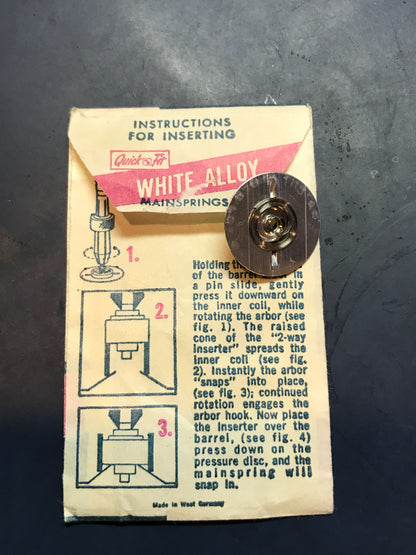 INSTRUCTIONS
FOR INSERTING
Quick Fit
WHITE ALLOY
MAINSPRINGS
1.
2.
3.
Holding the
of the barrel
a pin slide, gently
press it downward on
the inner coil, while
rotating the arbor (see
fig. 1). The raised
cone of the "2-way
Inserter" spreads the
inner coil (see fig.
2). Instantly the arbor
"snaps" into place,
(see fig. 3); continued
rotation engages the
arbor hook. Now place
the Inserter over the
barrel, (see fig. 4)
press down on the
pressure disc, and the
mainspring will
snap in.
Made in West Germany